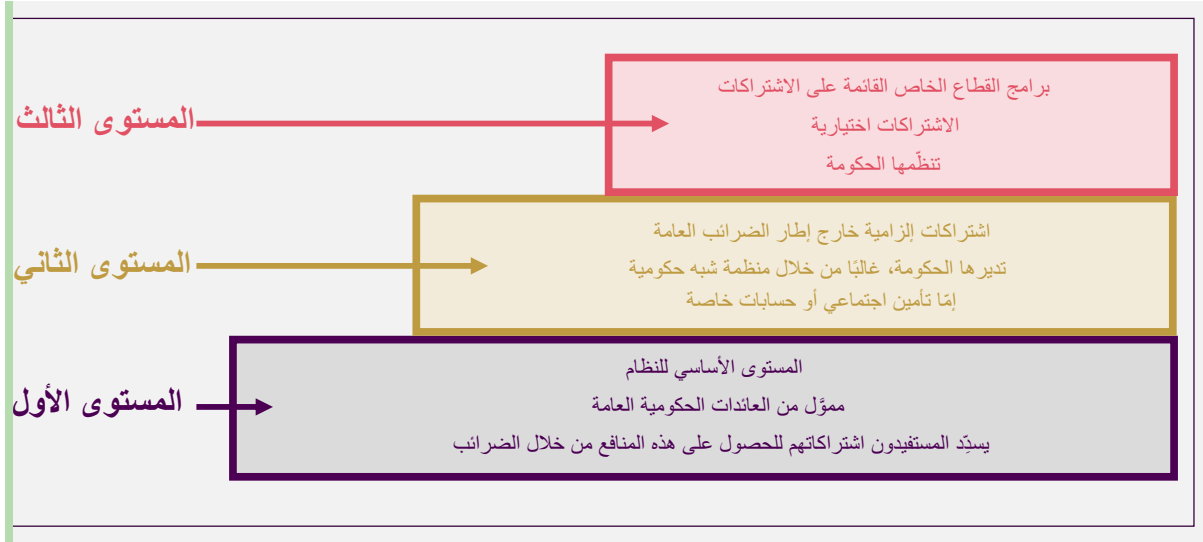 المستوى الثالث
برامج القطاع الخاص القائمة على الاشتراكات
الاشتراكات اختيارية
تنظّمها الحكومة
المستوى الثاني
اشتراكات إلزامية خارج إطار الضرائب العامة
تديرها الحكومة، غالبًا من خلال منظمة شبه حكومية
إمّا تأمين اجتماعي أو حسابات خاصة
المستوى الأول
المستوى الأساسي للنظام
مموَّل من العائدات الحكومية العامة
يسدِّد المستفيدون اشتراكاتهم للحصول على هذه المنافع من خلال الضرائب